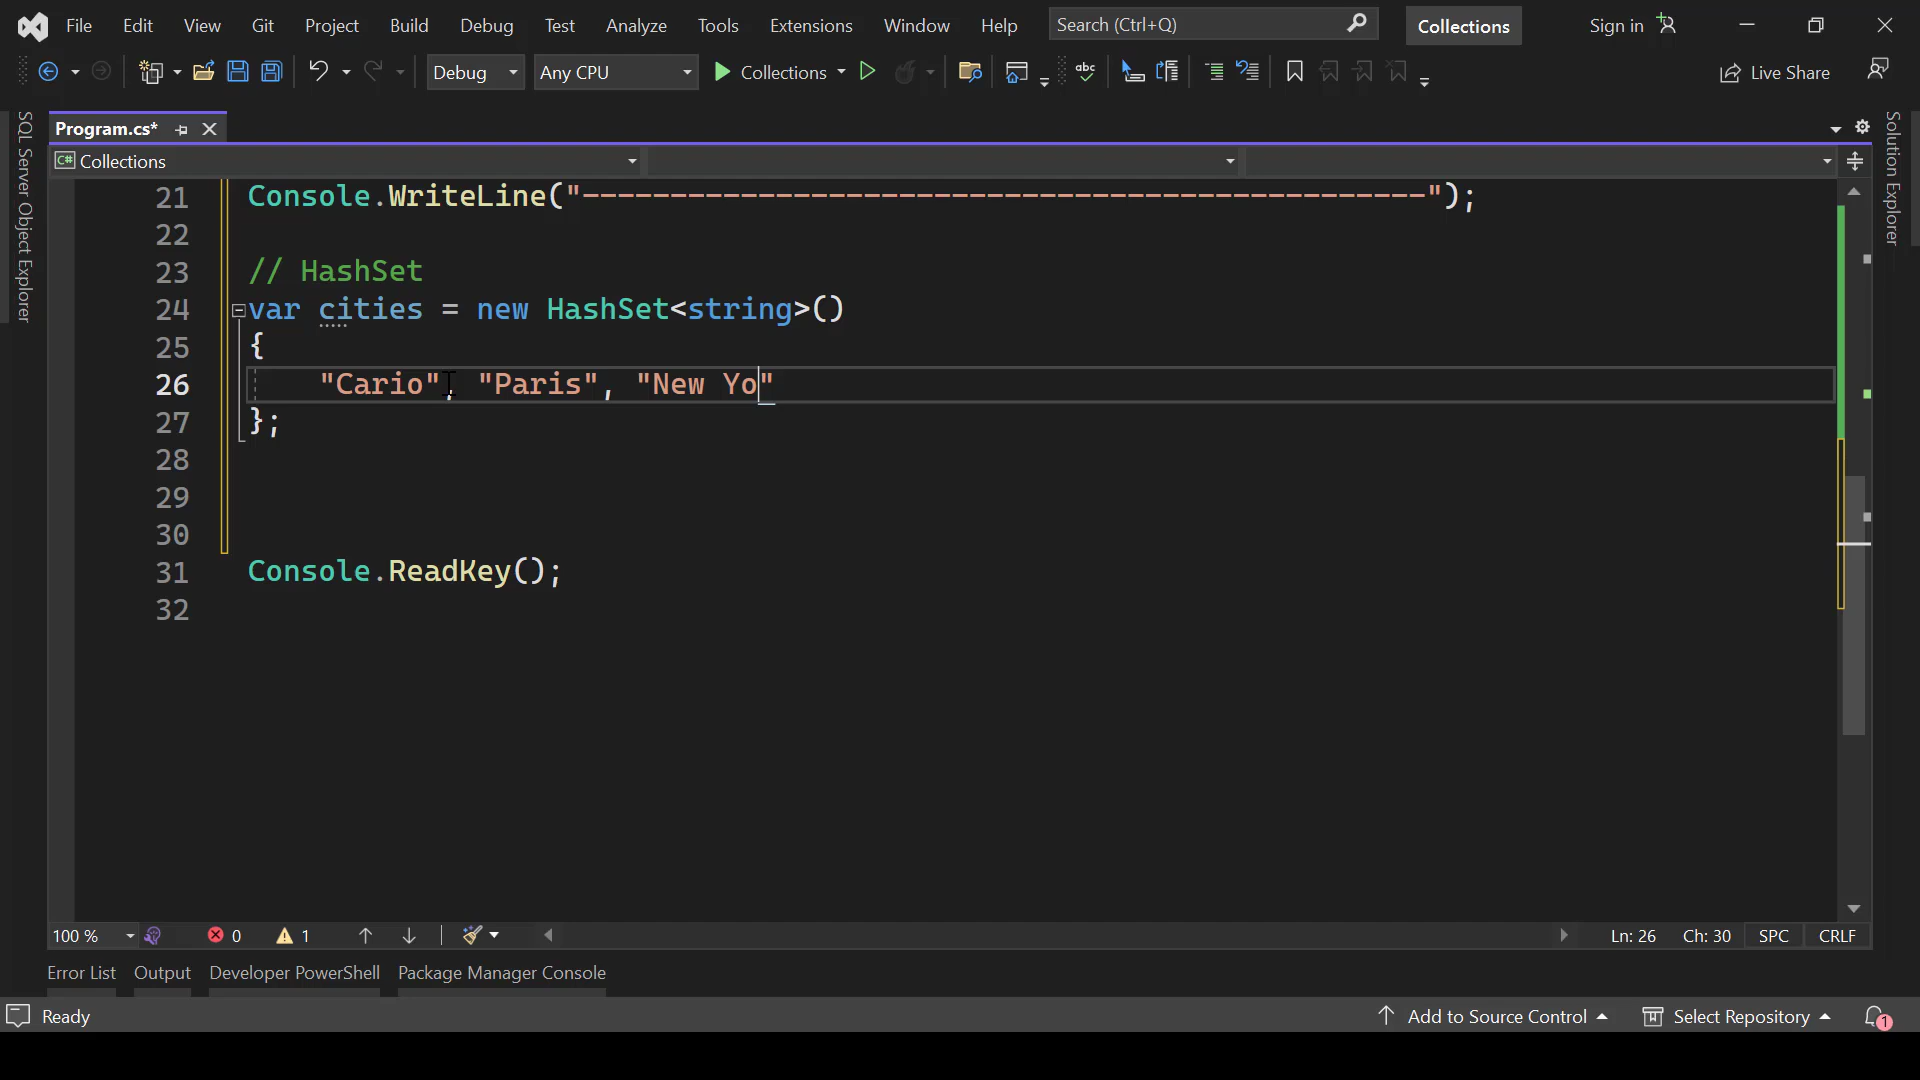 File Edit View Git Project Build Debug Test Analyze Tools Extensions Window Help Search (Ctrl+Q) Collections Sign in
Debug Any CPU Collections abc Live Share
SQL Server Object Explorer
Solution Explorer
Program.cs*
C# Collections
21 Console.WriteLine("------------------------------------------------");
22
23 // HashSet
24 var cities = new HashSet<string>()
25 {
26 "Cario", "Paris", "New Yo"
27 };
28
29
30
31 Console.ReadKey();
32
100 % 0 1 Ln: 26 Ch: 30 SPC CRLF
Error List Output Developer PowerShell Package Manager Console
Ready Add to Source Control Select Repository 1